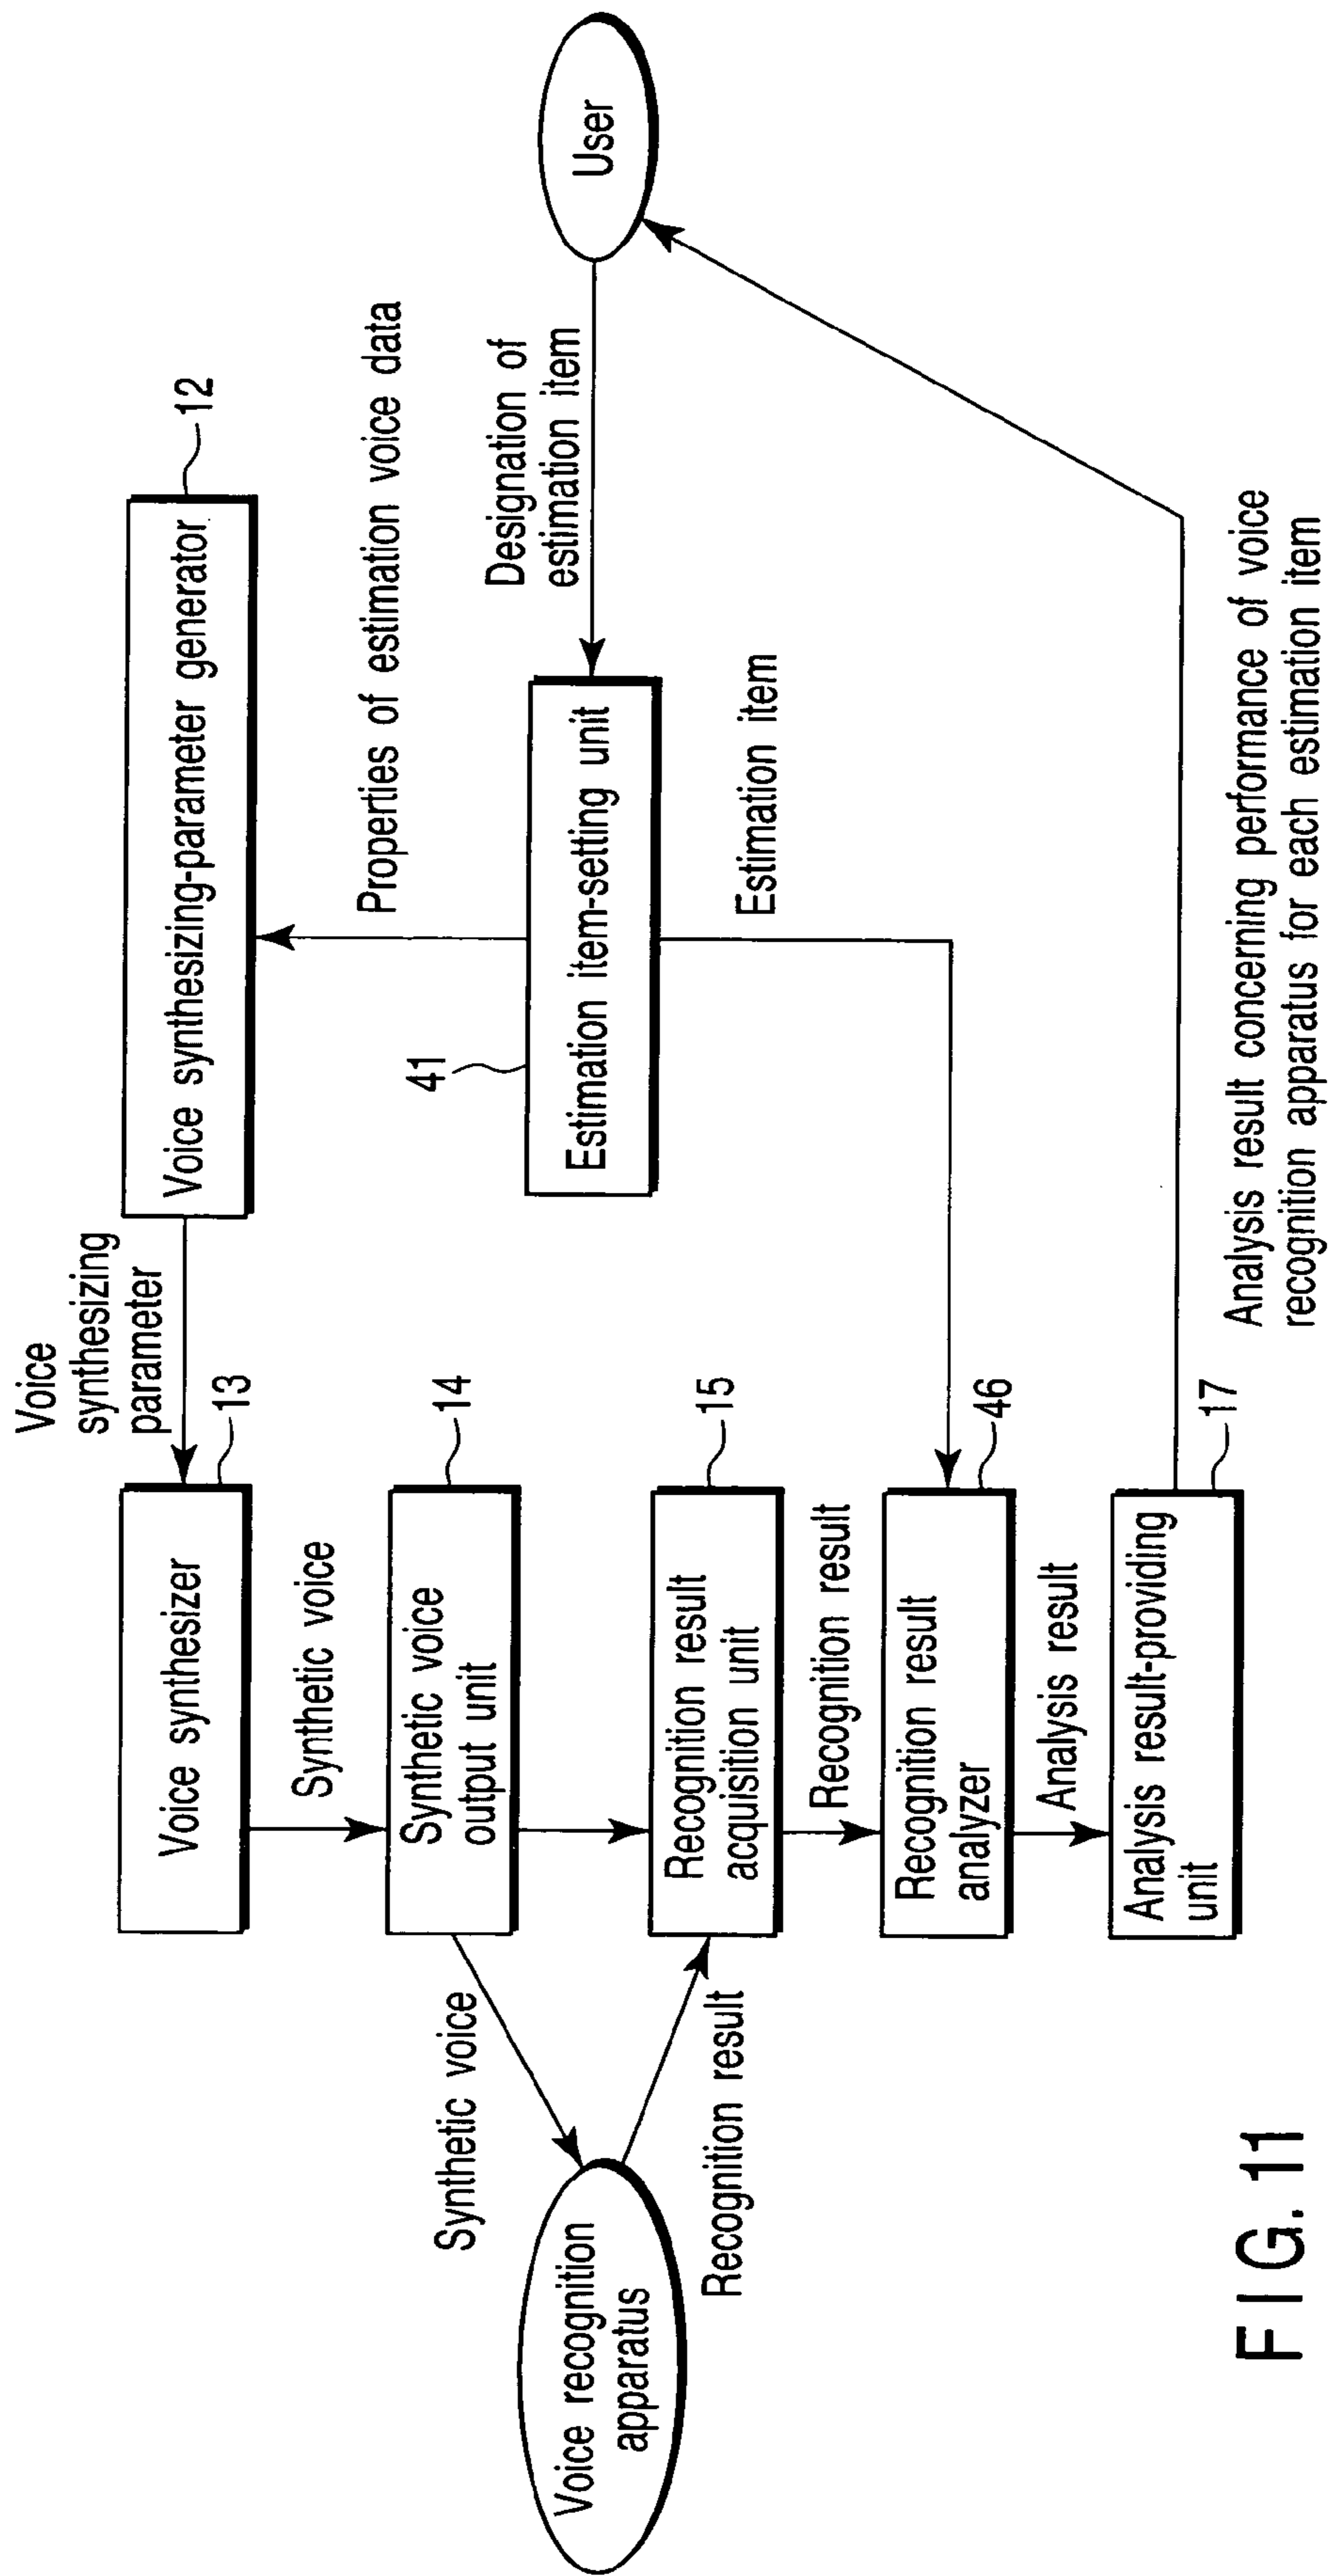 Voice
synthesizing
parameter
Voice synthesizer
13
Voice synthesizing-parameter generator
12
Synthetic voice
Properties of estimation voice data
Synthetic voice
output unit
14
41
Designation of
estimation item
Synthetic voice
Voice recognition
apparatus
Estimation item-setting unit
User
Recognition result
Recognition result
acquisition unit
15
Estimation item
Recognition result
Recognition result
analyzer
46
Analysis result
Analysis result-providing
unit
17
Analysis result concerning performance of voice
recognition apparatus for each estimation item
FIG. 11